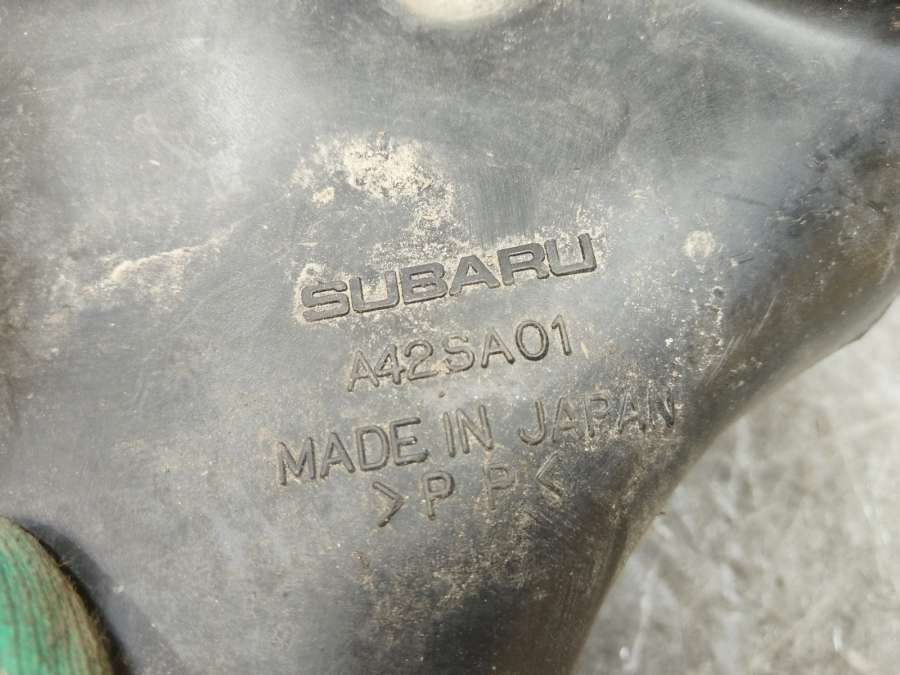 SUBARU
A42SA01
MADE IN JAPAN
>PP<